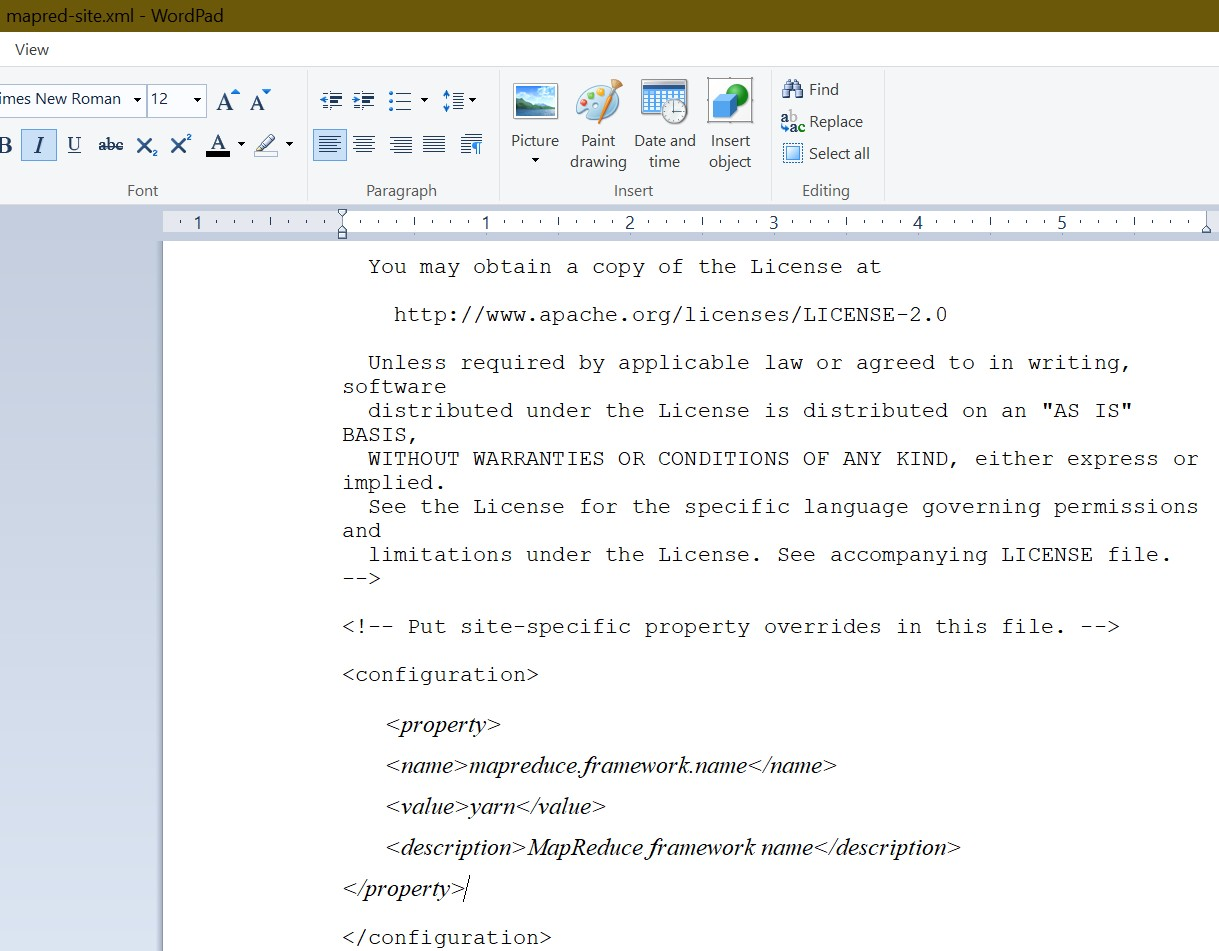 mapred-site.xml - WordPad
View
imes New Roman 12 A A
B I U abc X₂ X² A
Font
Paragraph
Picture
Paint drawing
Date and time
Insert object
Insert
Find
Replace
Select all
Editing
1 1 2 3 4 5
You may obtain a copy of the License at
http://www.apache.org/licenses/LICENSE-2.0
Unless required by applicable law or agreed to in writing,
software
distributed under the License is distributed on an "AS IS"
BASIS,
WITHOUT WARRANTIES OR CONDITIONS OF ANY KIND, either express or
implied.
See the License for the specific language governing permissions
and
limitations under the License. See accompanying LICENSE file.
-->
<!-- Put site-specific property overrides in this file. -->
<configuration>
<property>
<name>mapreduce.framework.name</name>
<value>yarn</value>
<description>MapReduce framework name</description>
</property>
</configuration>